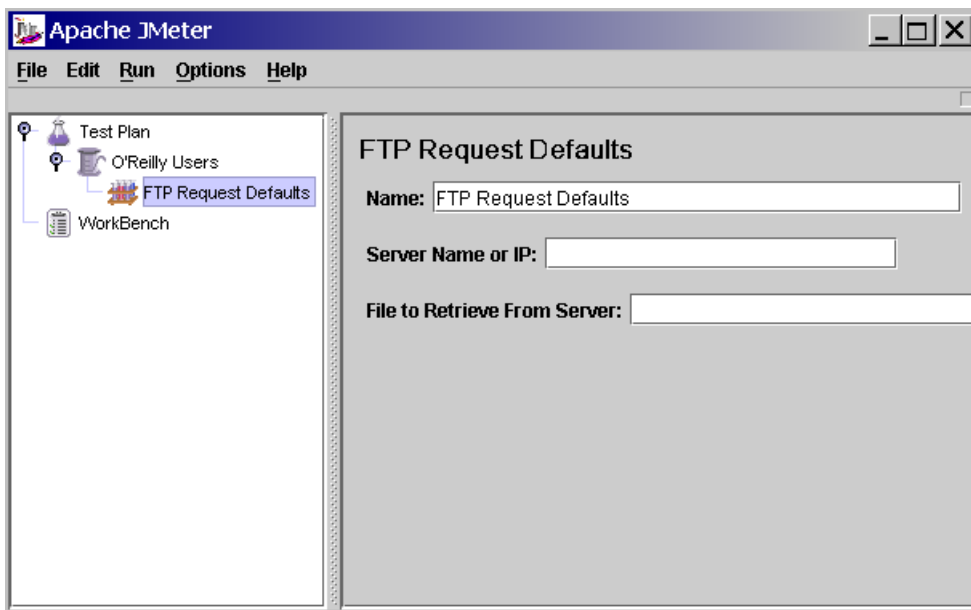 Apache JMeter
File Edit Run Options Help
Test Plan
O'Reilly Users
FTP Request Defaults
WorkBench
FTP Request Defaults
Name: FTP Request Defaults
Server Name or IP:
File to Retrieve From Server: